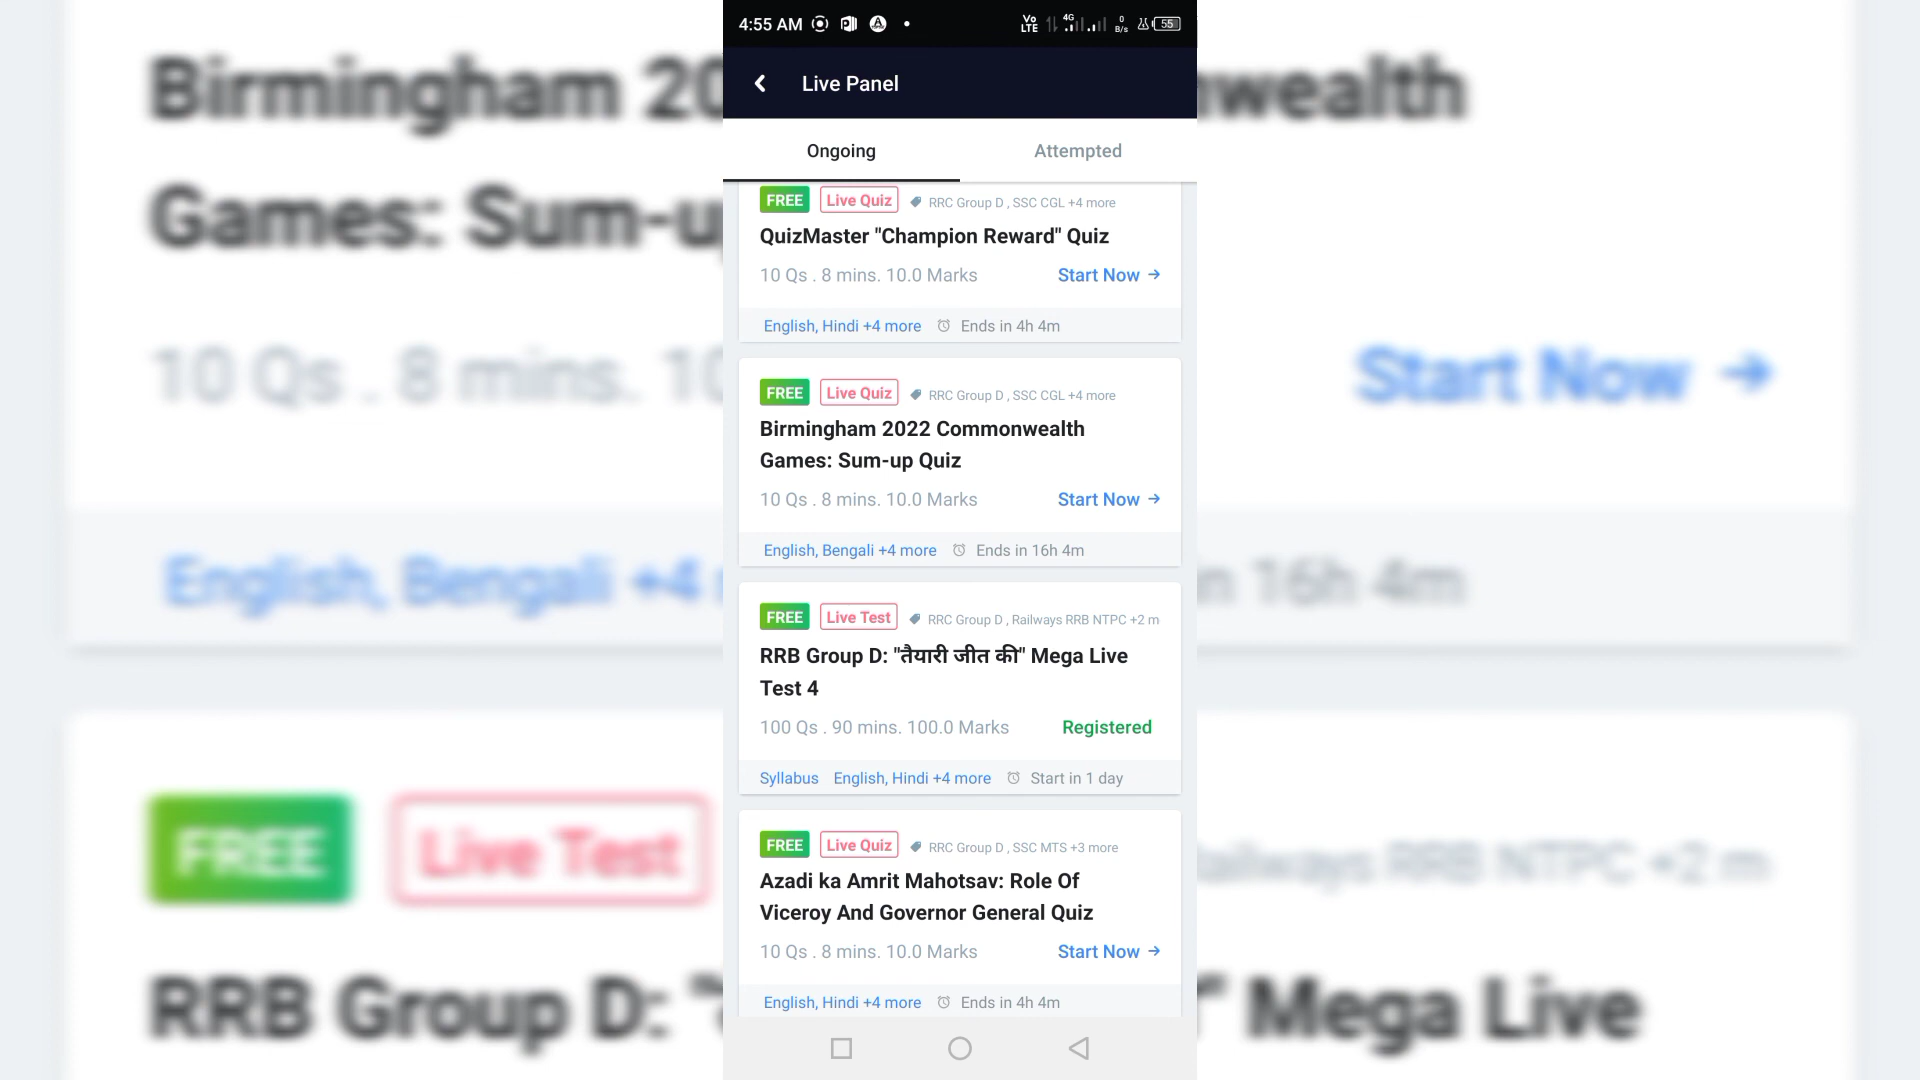 4:55 AM
Vo
LTE
4G
0
B/s
55
Live Panel
Ongoing
Attempted
FREE
Live Quiz
RRC Group D , SSC CGL +4 more
QuizMaster "Champion Reward" Quiz
10 Qs . 8 mins. 10.0 Marks
Start Now
English, Hindi +4 more
Ends in 4h 4m
FREE
Live Quiz
RRC Group D , SSC CGL +4 more
Birmingham 2022 Commonwealth
Games: Sum-up Quiz
10 Qs . 8 mins. 10.0 Marks
Start Now
English, Bengali +4 more
Ends in 16h 4m
FREE
Live Test
RRC Group D , Railways RRB NTPC +2 m
RRB Group D: "तैयारी जीत की" Mega Live
Test 4
100 Qs . 90 mins. 100.0 Marks
Registered
Syllabus
English, Hindi +4 more
Start in 1 day
FREE
Live Quiz
RRC Group D , SSC MTS +3 more
Azadi ka Amrit Mahotsav: Role Of
Viceroy And Governor General Quiz
10 Qs . 8 mins. 10.0 Marks
Start Now
English, Hindi +4 more
Ends in 4h 4m